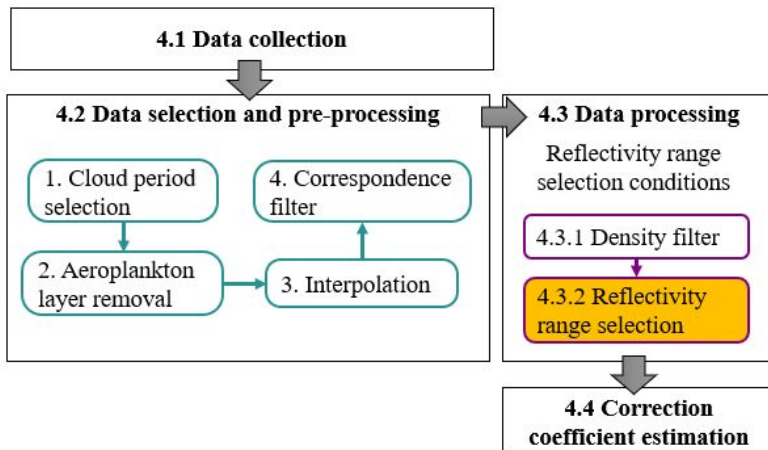 4.1 Data collection
4.2 Data selection and pre-processing
1. Cloud period
selection
2. Aeroplankton
layer removal
3. Interpolation
4. Correspondence
filter
4.3 Data processing
Reflectivity range
selection conditions
4.3.1 Density filter
4.3.2 Reflectivity
range selection
4.4 Correction
coefficient estimation